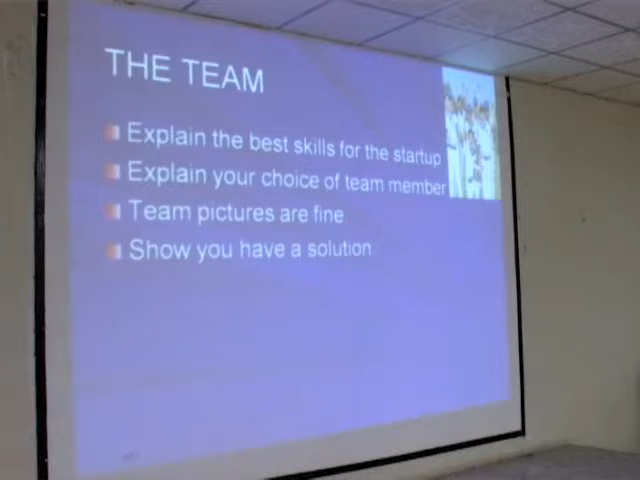 THE TEAM
Explain the best skills for the startup
Explain your choice of team member
Team pictures are fine
Show you have a solution